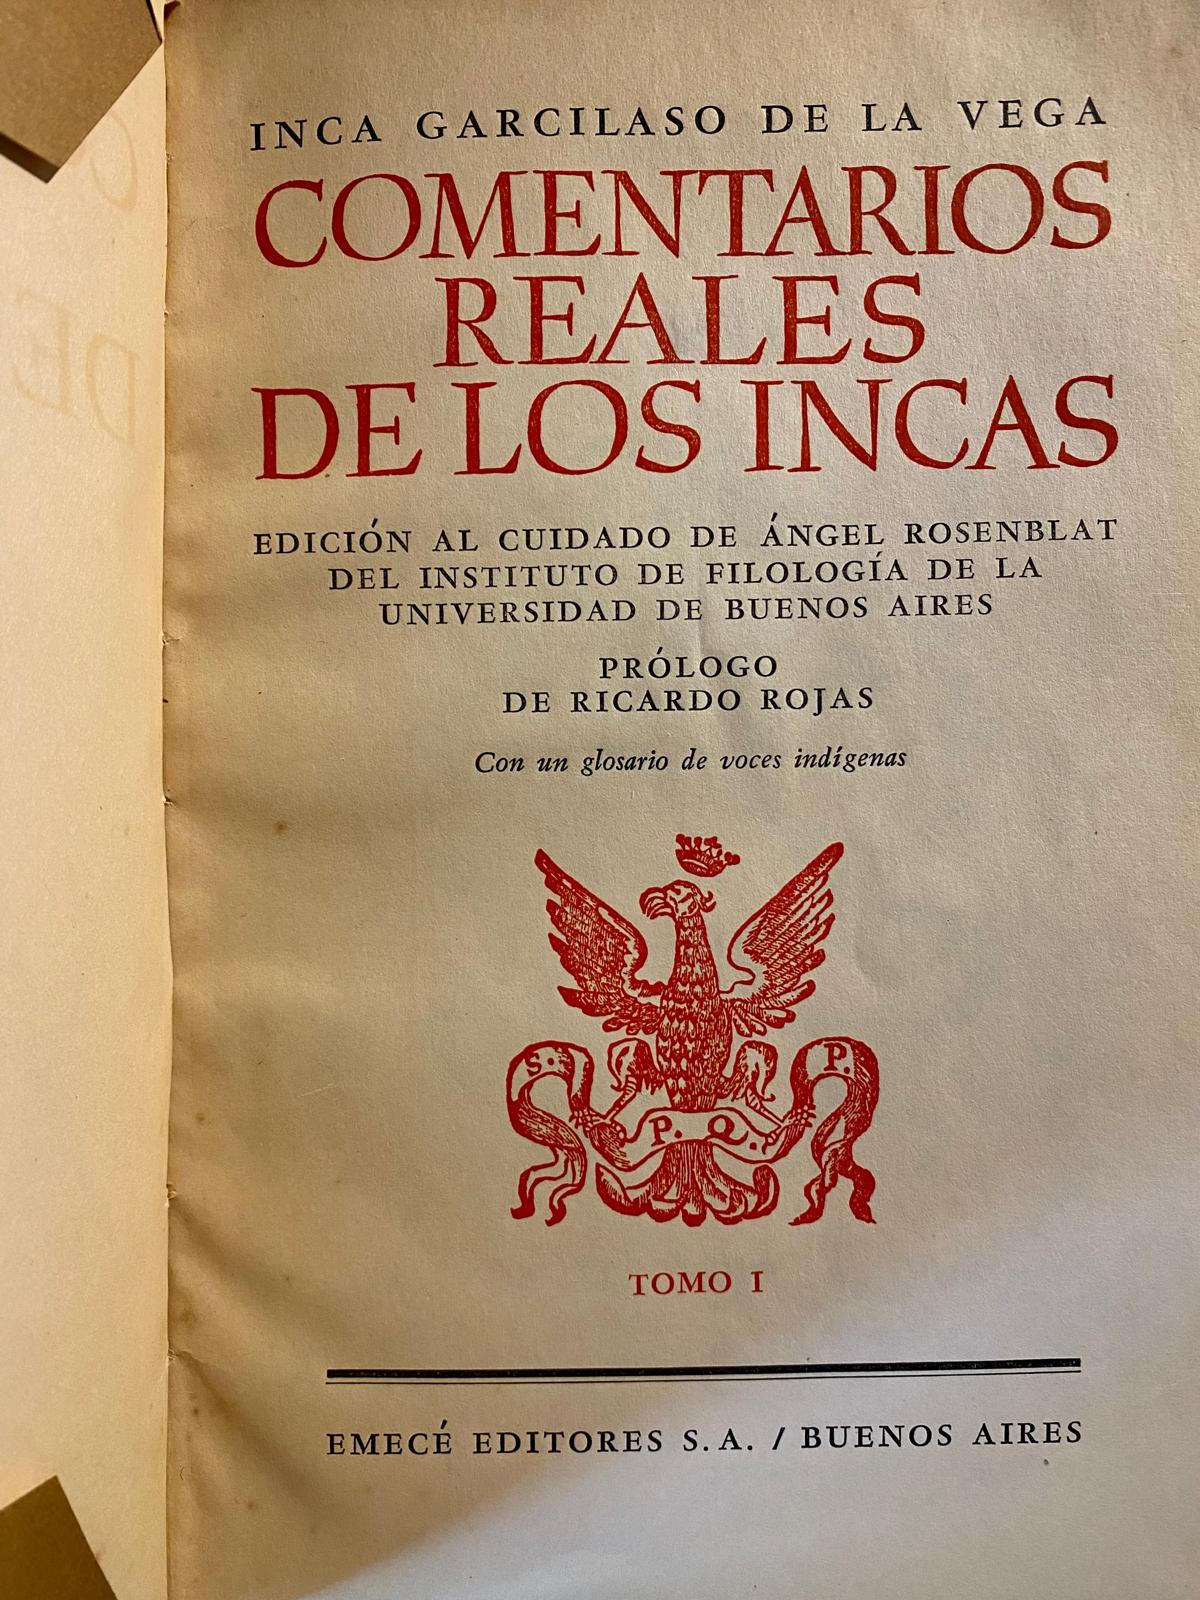 INCA GARCILASO DE LA VEGA
COMENTARIOS
REALES
DE LOS INCAS
EDICIÓN AL CUIDADO DE ÁNGEL ROSENBLAT
DEL INSTITUTO DE FILOLOGÍA DE LA
UNIVERSIDAD DE BUENOS AIRES
PRÓLOGO
DE RICARDO ROJAS
Con un glosario de voces indígenas
S. P. Q. P.
TOMO I
EMECÉ EDITORES S.A. / BUENOS AIRES